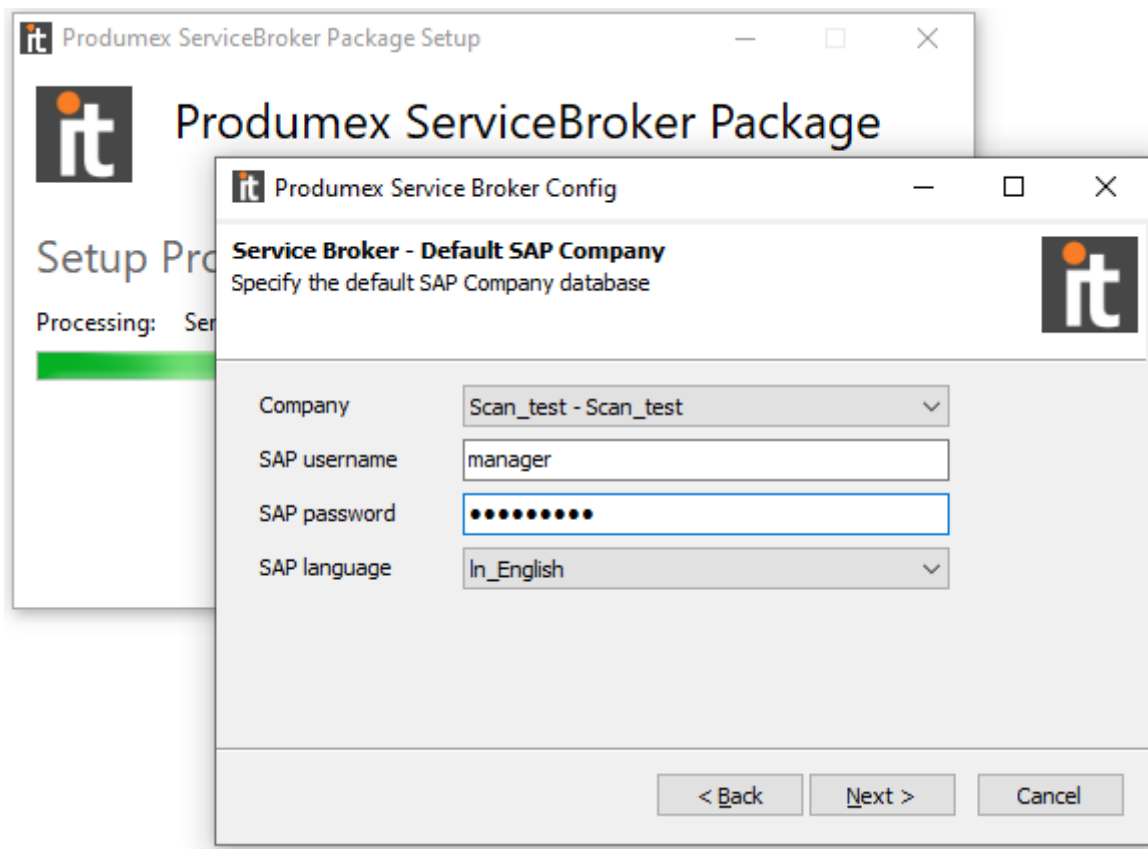 it Produmex ServiceBroker Package Setup
it
Produmex ServiceBroker Package
Setup Pro
Processing: Ser
it Produmex Service Broker Config
Service Broker - Default SAP Company
Specify the default SAP Company database
it
Company Scan_test - Scan_test
SAP username manager
SAP password •••••••••
SAP language ln_English
< Back Next > Cancel